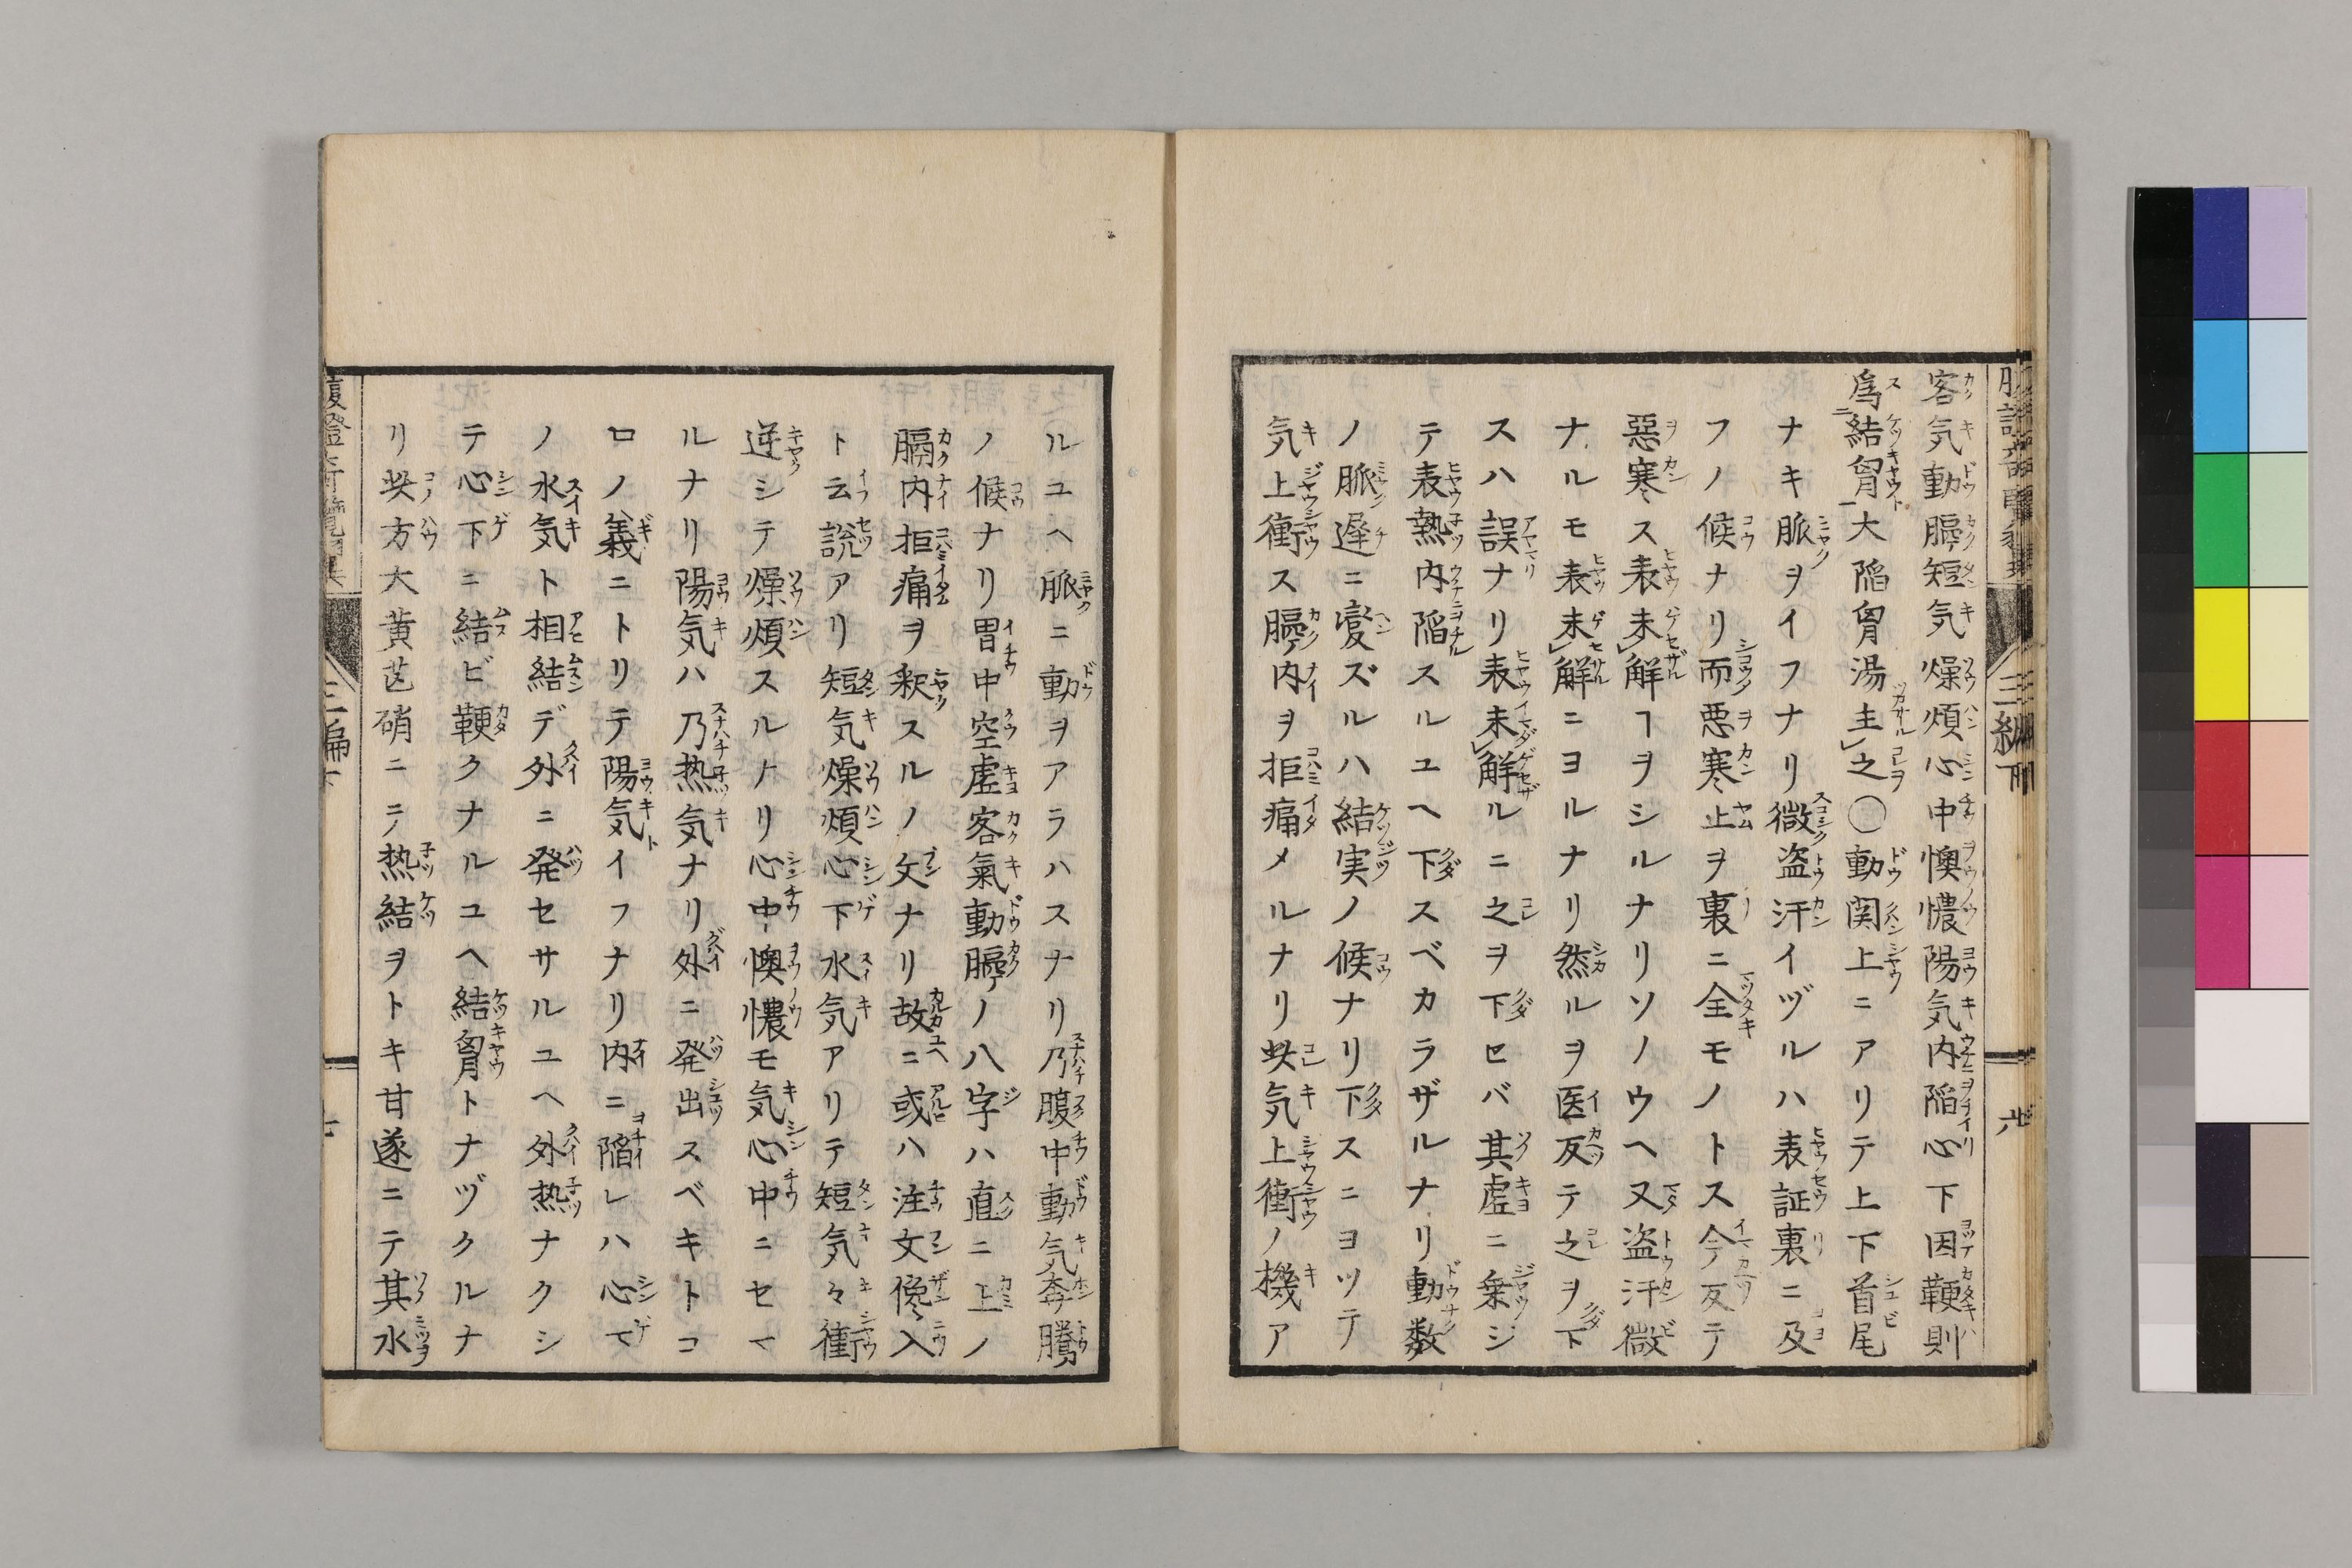 客気動膈短気燥煩心中懊憹陽気内陥心下因鞕則
為結胷大陥胷湯主之〇動関上ニアリテ上下首尾
ナキ脈ヲイフナリ微盗汗イヅルハ表証裏ニ及
フノ候ナリ而悪寒止ヲ裏ニ全モノトス今反テ
惡寒ス表未解ヿヲシルナリソノウヘ又盗汗微
ナルモ表未解ニヨルナリ然ルヲ医反テ之ヲ下
スハ誤ナリ表未解ルニ之ヲ下セバ其虚ニ乗ジ
テ表熱内陥スルユヘ下スベカラザルナリ動数
ノ脈遅ニ変ズルハ結実ノ候ナリ下スニヨツテ
気上衝ス膈内ヲ拒痛メルナリ此気上衝ノ機ア
ルユヘ脈ニ動ヲアラハスナリ乃腹中動気奔騰
ノ候ナリ胃中空虚客氣動膈ノ八字ハ直ニ上ノ
膈内拒痛ヲ釈スルノ文ナリ故ニ或ハ注文儳入
ト云説アリ短気燥煩心下水気アリテ短気々衝
逆シテ燥煩スルナリ心中懊憹モ気心中ニセマ
ルナリ陽気ハ乃热気ナリ外ニ発出スベキトコ
ロノ義ニトリテ陽気トイフナリ内ニ陥レハ心下
ノ水気ト相結デ外ニ発セサルユヘ外热ナクシ
テ心下ニ結ビ鞕クナルユヘ結胷トナヅクルナ
リ此方大黄芒硝ニテ热結ヲトキ甘遂ニテ其水
三編下